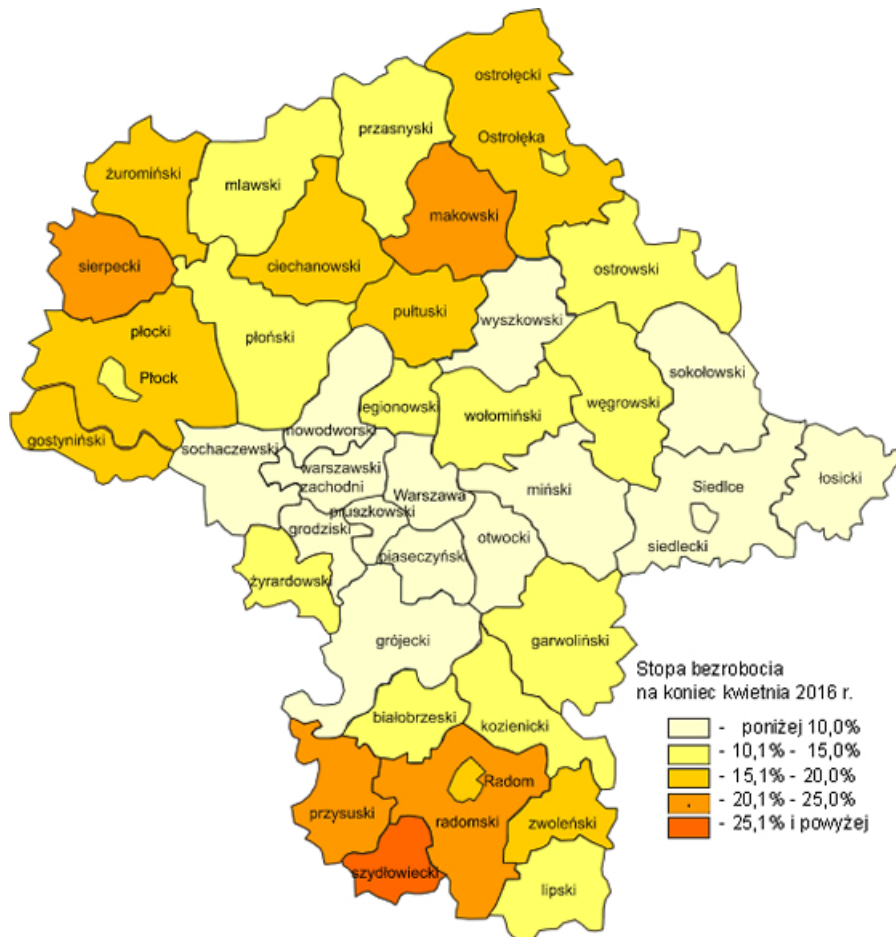 ostrołęcki
przasnyski
Ostrołęka
żuromiński
mlawski
makowski
sierpecki
ciechanowski
ostrowski
pułtuski
wyszkowski
płocki
płoński
sokołowski
Płock
legionowski
wołomiński
węgrowski
gostyniński
nowodworski
sochaczewski
warszawski
zachodni
Warszawa
miński
Siedlce
łosicki
pruszkowski
grodziski
otwocki
siedlecki
piaseczyński
żyrardowski
grójecki
garwoliński
białobrzeski
kozienicki
Radom
przysuski
radomski
zwoleński
szydłowiecki
lipski
Stopa bezrobocia
na koniec kwietnia 2016 r.
- poniżej 10,0%
- 10,1% - 15,0%
- 15,1% - 20,0%
- 20,1% - 25,0%
- 25,1% i powyżej